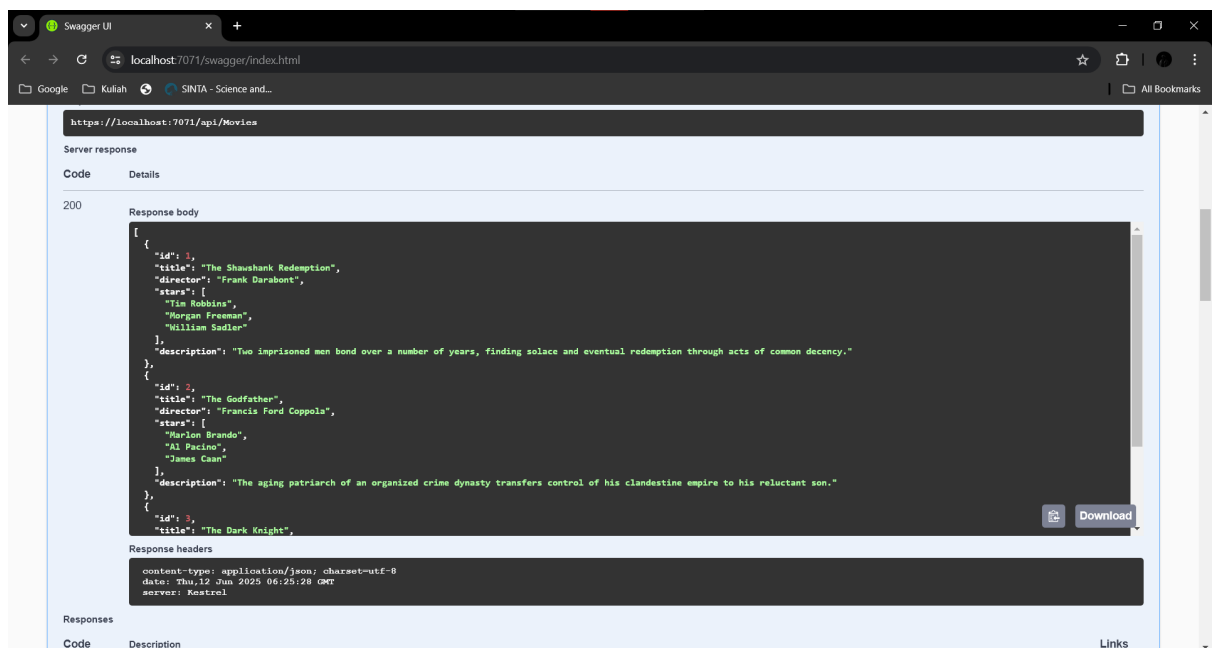 Swagger UI
localhost:7071/swagger/index.html
Google Kuliah SINTA - Science and... All Bookmarks
https://localhost:7071/api/Movies
Server response
Code Details
200
Response body
[
{
"id": 1,
"title": "The Shawshank Redemption",
"director": "Frank Darabont",
"stars": [
"Tim Robbins",
"Morgan Freeman",
"William Sadler"
],
"description": "Two imprisoned men bond over a number of years, finding solace and eventual redemption through acts of common decency."
},
{
"id": 2,
"title": "The Godfather",
"director": "Francis Ford Coppola",
"stars": [
"Marlon Brando",
"Al Pacino",
"James Caan"
],
"description": "The aging patriarch of an organized crime dynasty transfers control of his clandestine empire to his reluctant son."
},
{
"id": 3,
"title": "The Dark Knight",
Download
Response headers
content-type: application/json; charset=utf-8
date: Thu,12 Jun 2025 06:25:28 GMT
server: Kestrel
Responses
Code Description Links